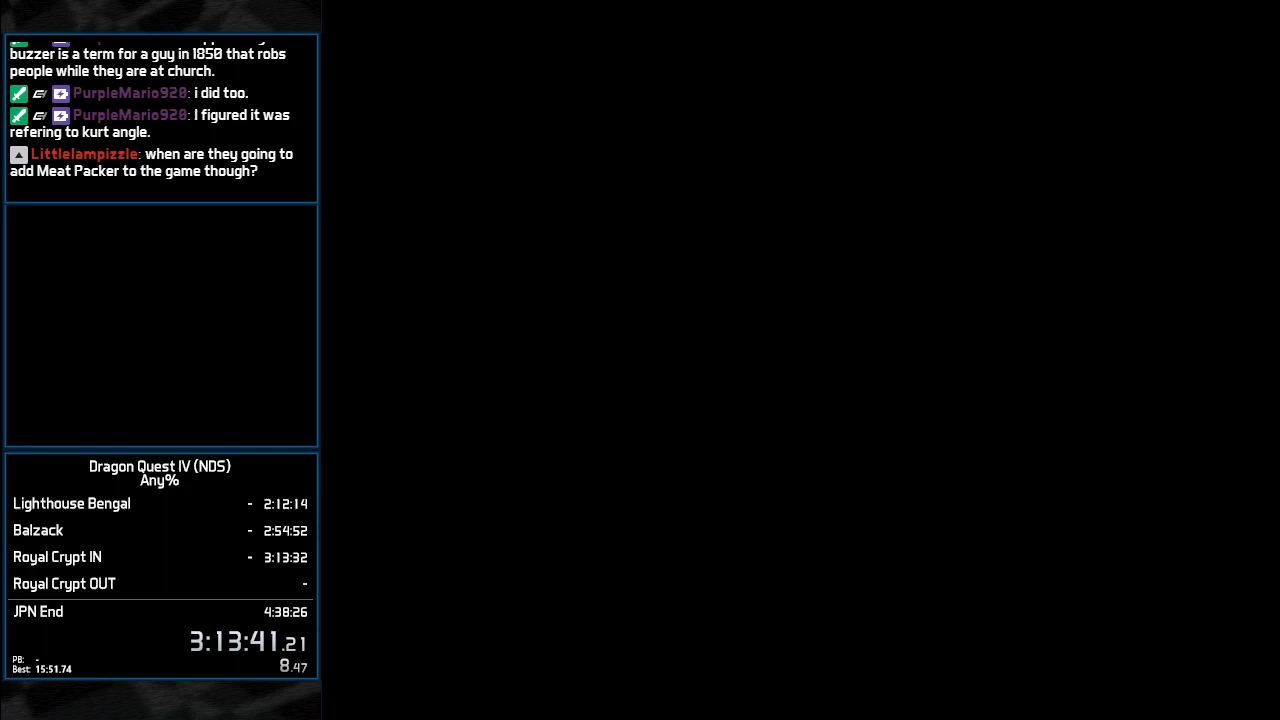 buzzer is a term for a guy in 1850 that robs
people while they are at church.
PurpleMario920: i did too.
PurpleMario920: I figured it was
refering to kurt angle.
Littlelampizzle: when are they going to
add Meat Packer to the game though?
Dragon Quest IV (NDS)
Any%
Lighthouse Bengal - 2:12:14
Balzack - 2:54:52
Royal Crypt IN - 3:13:32
Royal Crypt OUT -
JPN End 4:38:26
3:13:41.21
PB: -
Best: 15:51.74
8.47